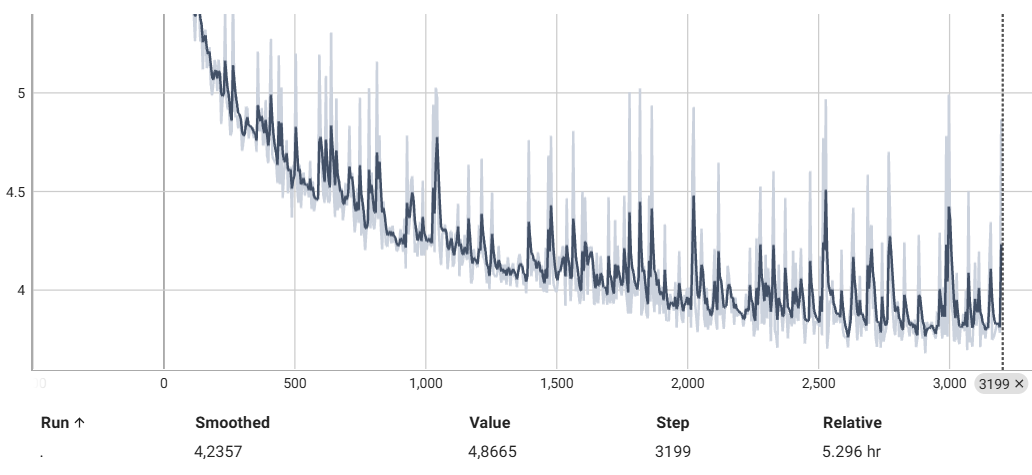 5
4.5
4
0 500 1,000 1,500 2,000 2,500 3,000 3199 ×
Run ↑ Smoothed Value Step Relative
. 4,2357 4,8665 3199 5.296 hr